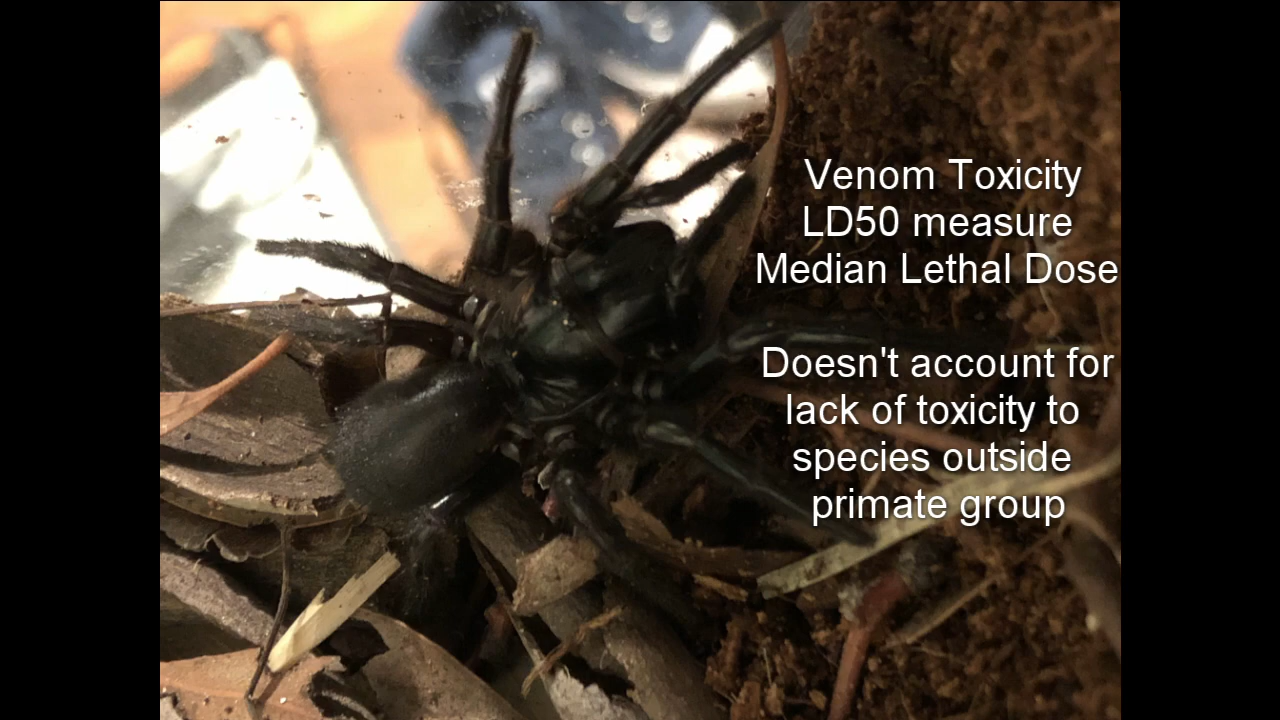 Venom Toxicity
LD50 measure
Median Lethal Dose
Doesn't account for
lack of toxicity to
species outside
primate group